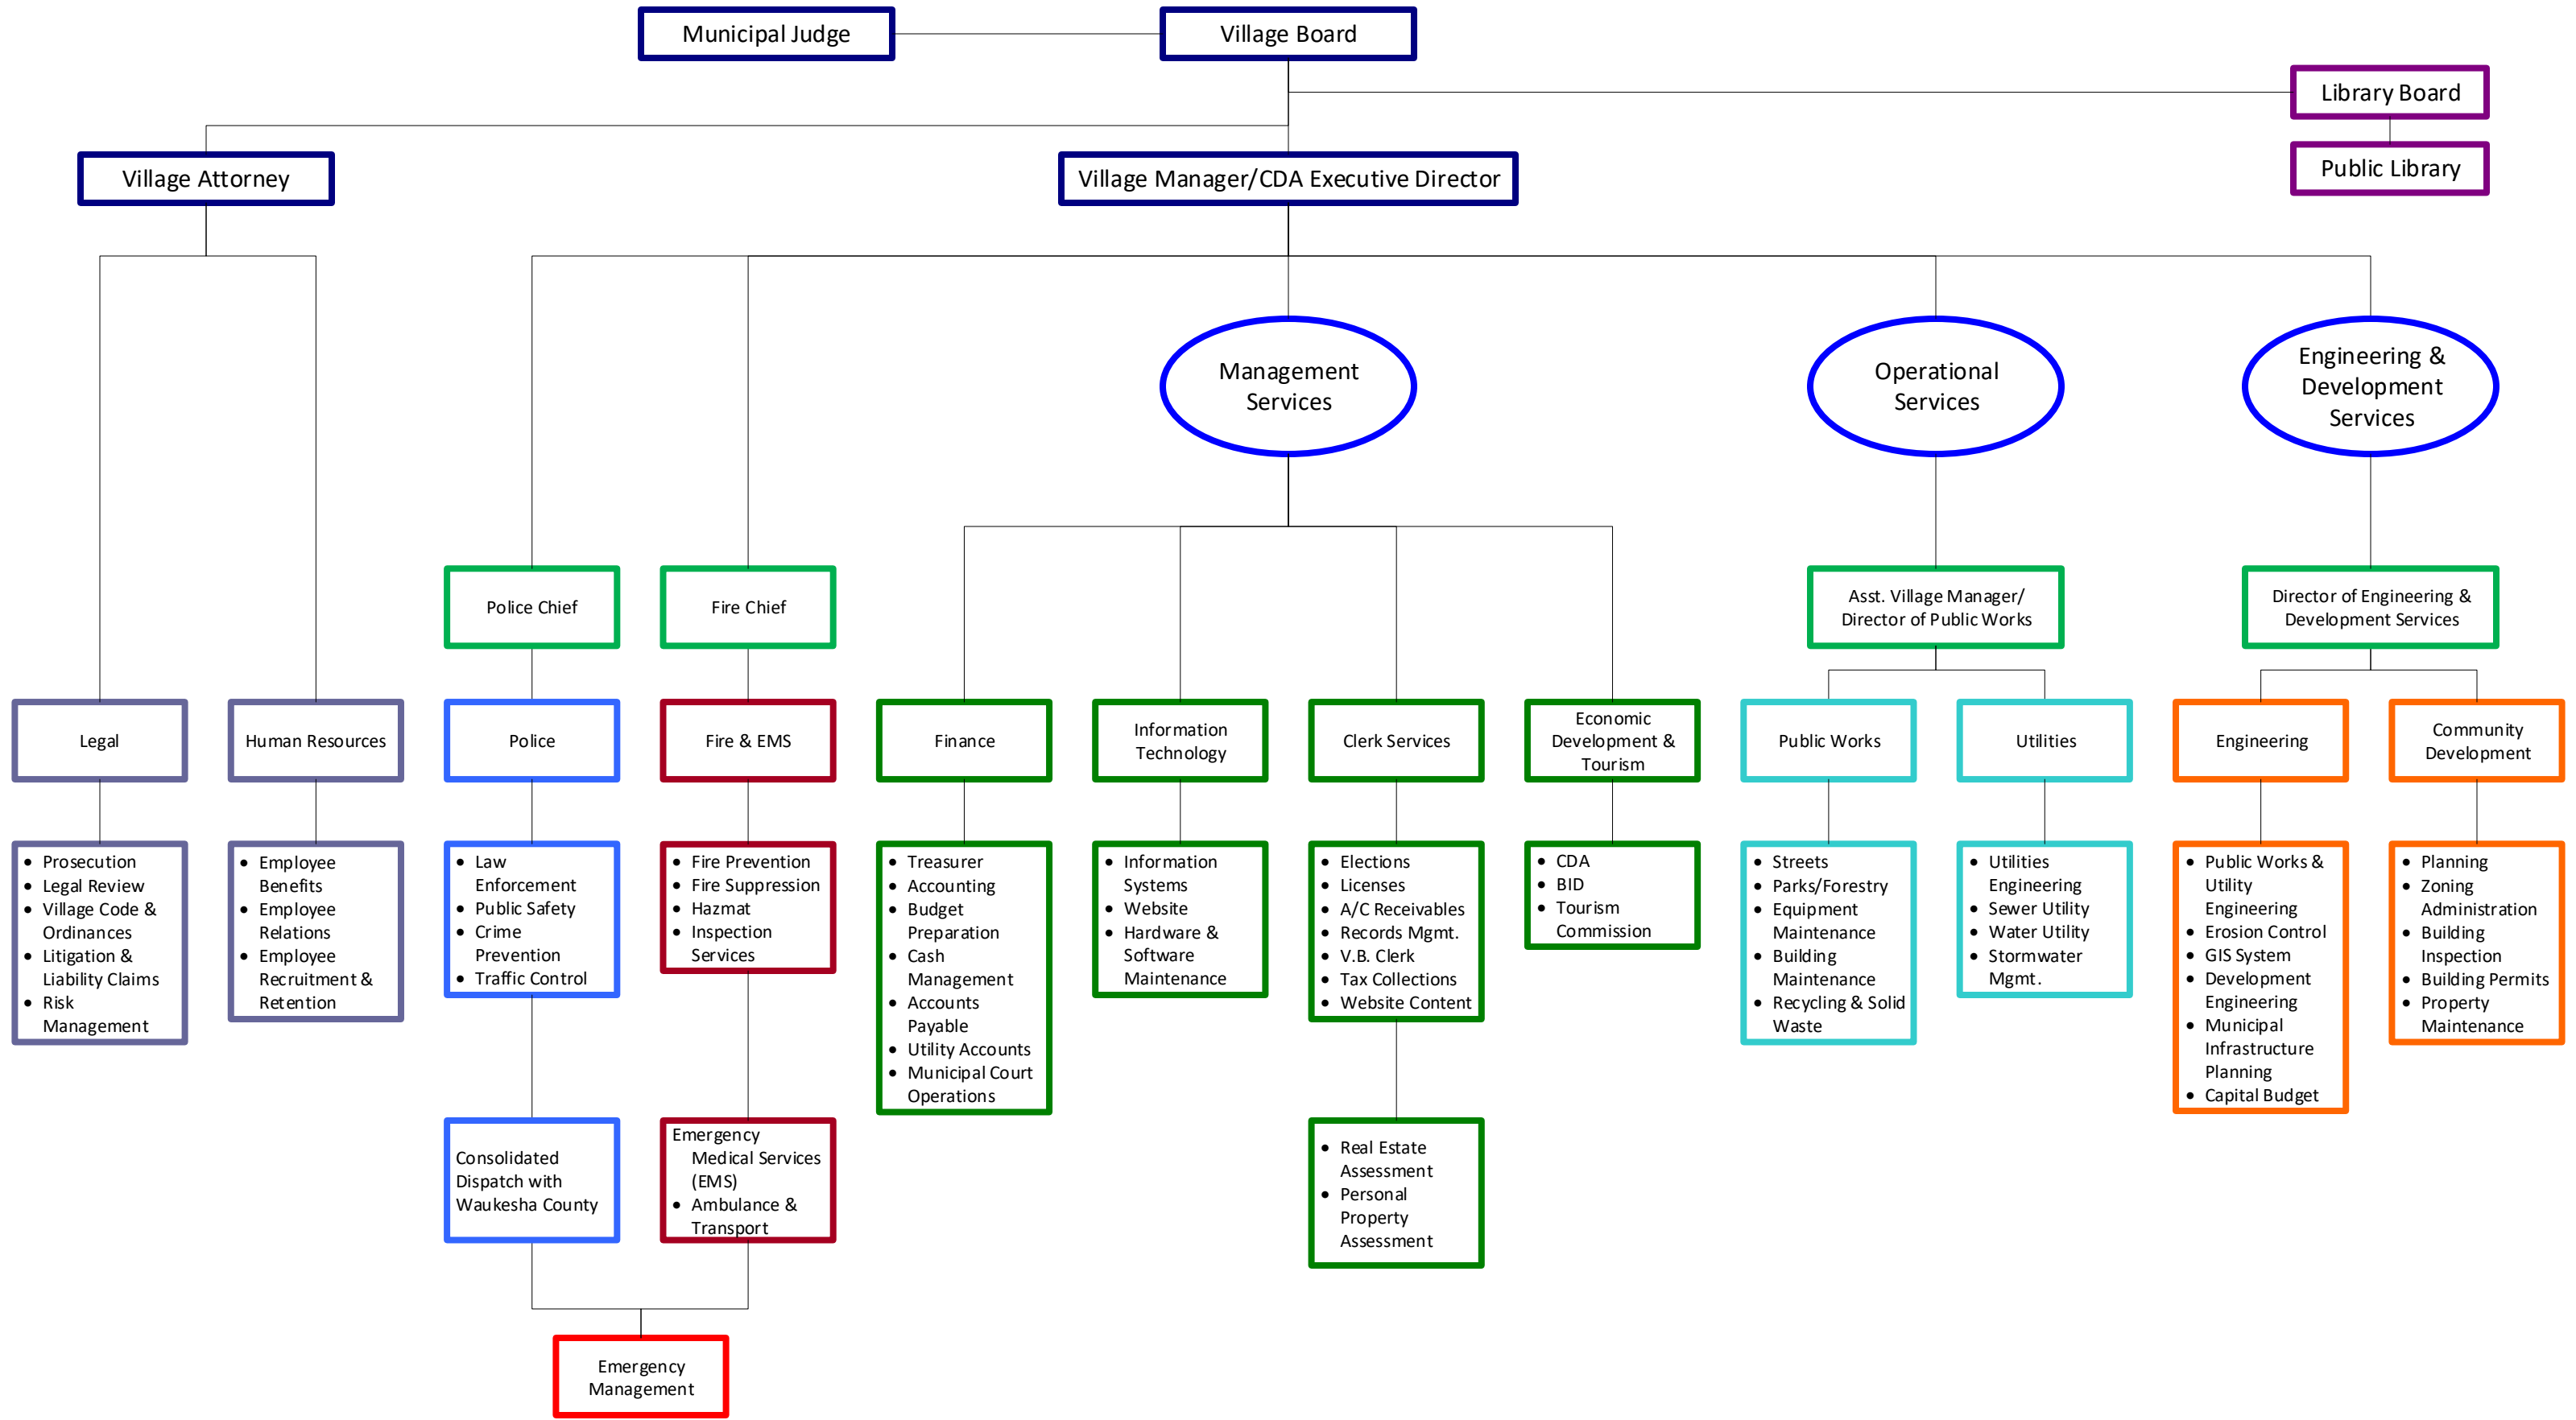 Municipal Judge
Village Board
Library Board
Public Library
Village Attorney
Village Manager/CDA Executive Director
Management
Services
Operational
Services
Engineering &
Development
Services
Police Chief
Fire Chief
Asst. Village Manager/
Director of Public Works
Director of Engineering &
Development Services
Legal
Human Resources
Police
Fire & EMS
Finance
Information
Technology
Clerk Services
Economic
Development &
Tourism
Public Works
Utilities
Engineering
Community
Development
• Prosecution
• Legal Review
• Village Code &
Ordinances
• Litigation &
Liability Claims
• Risk
Management
• Employee
Benefits
• Employee
Relations
• Employee
Recruitment &
Retention
• Law
Enforcement
• Public Safety
• Crime
Prevention
• Traffic Control
• Fire Prevention
• Fire Suppression
• Hazmat
• Inspection
Services
• Treasurer
• Accounting
• Budget
Preparation
• Cash
Management
• Accounts
Payable
• Utility Accounts
• Municipal Court
Operations
• Information
Systems
• Website
• Hardware &
Software
Maintenance
• Elections
• Licenses
• A/C Receivables
• Records Mgmt.
• V.B. Clerk
• Tax Collections
• Website Content
• CDA
• BID
• Tourism
Commission
• Streets
• Parks/Forestry
• Equipment
Maintenance
• Building
Maintenance
• Recycling & Solid
Waste
• Utilities
Engineering
• Sewer Utility
• Water Utility
• Stormwater
Mgmt.
• Public Works &
Utility
Engineering
• Erosion Control
• GIS System
• Development
Engineering
• Municipal
Infrastructure
Planning
• Capital Budget
• Planning
• Zoning
Administration
• Building
Inspection
• Building Permits
• Property
Maintenance
Consolidated
Dispatch with
Waukesha County
Emergency
Medical Services
(EMS)
• Ambulance &
Transport
• Real Estate
Assessment
• Personal
Property
Assessment
Emergency
Management